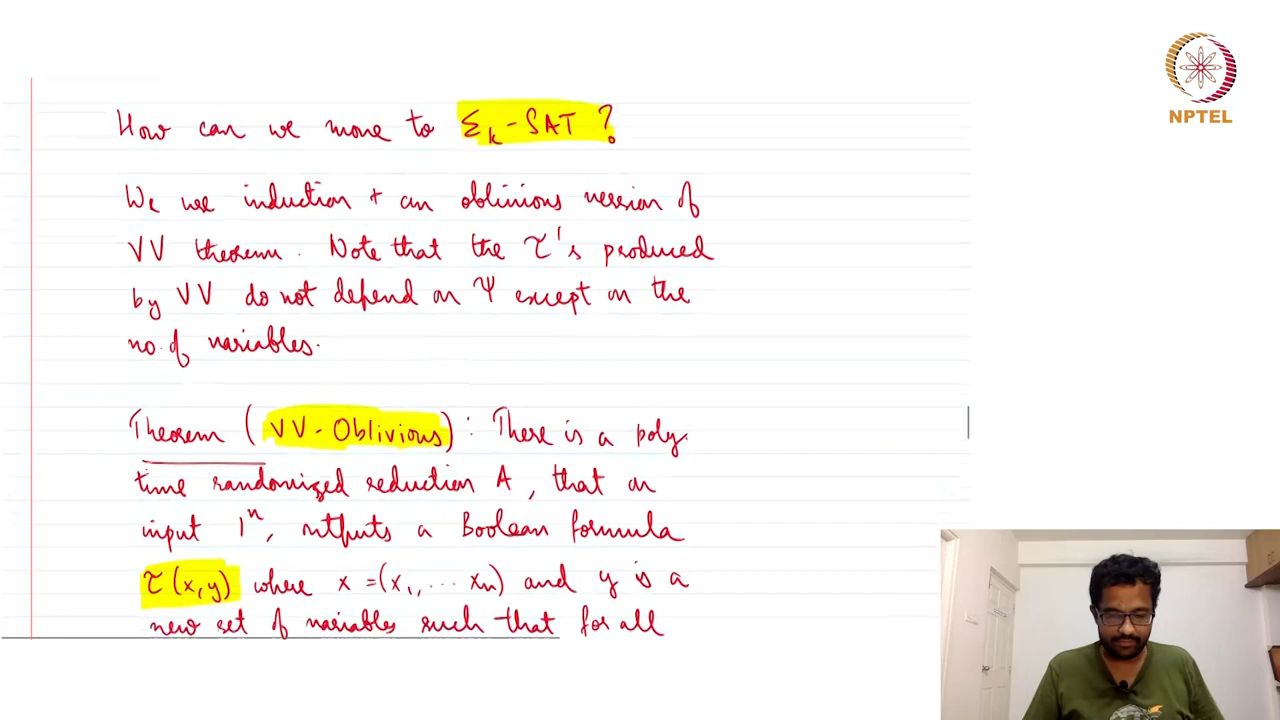 NPTEL
How can we move to Σk-SAT?
We use induction + an oblivious version of
VV theorem. Note that the τ's produced
by VV do not depend on Ψ except on the
no. of variables.
Theorem (VV-Oblivious): There is a poly.
time randomized reduction A, that on
input 1^n, outputs a Boolean formula
τ(x,y) where x =(x1, ... xn) and y is a
new set of variables such that for all